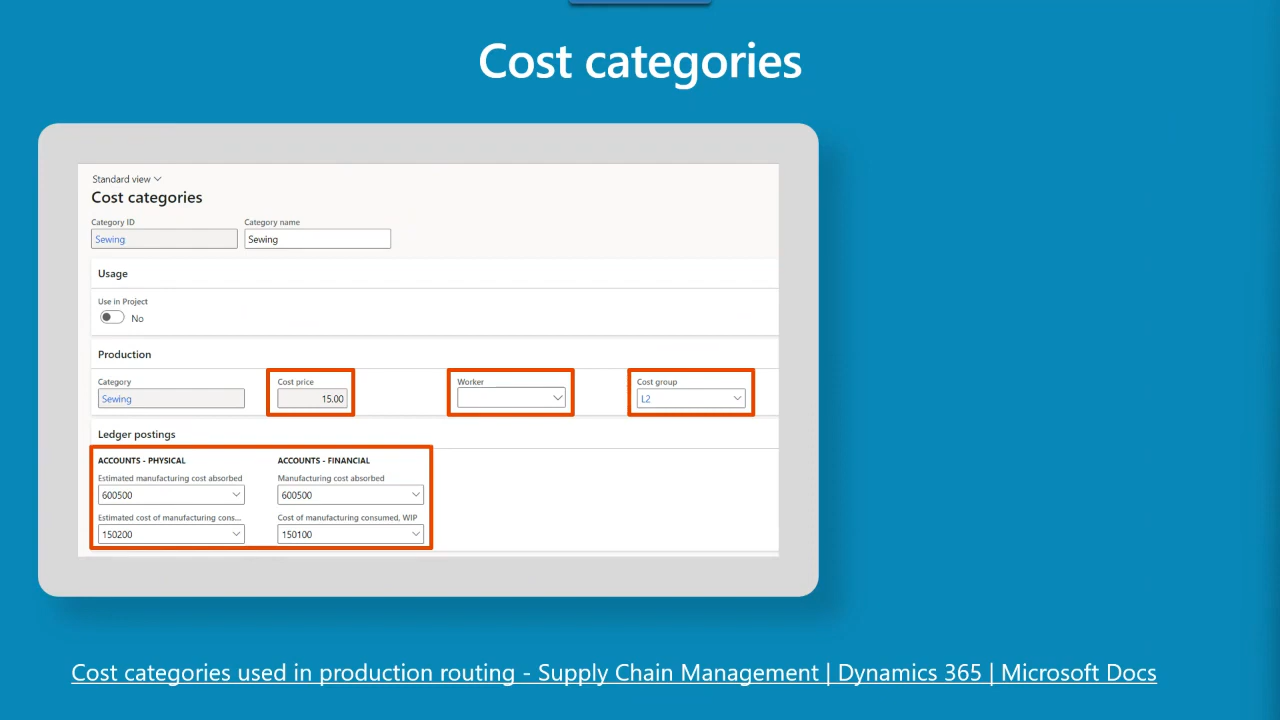 Cost categories
Standard view
Cost categories
Category ID
Category name
Sewing
Sewing
Usage
Use in Project
No
Production
Category
Cost price
Worker
Cost group
Sewing
15.00
L2
Ledger postings
ACCOUNTS - PHYSICAL
ACCOUNTS - FINANCIAL
Estimated manufacturing cost absorbed
Manufacturing cost absorbed
600500
600500
Estimated cost of manufacturing cons...
Cost of manufacturing consumed, WIP
150200
150100
Cost categories used in production routing - Supply Chain Management | Dynamics 365 | Microsoft Docs